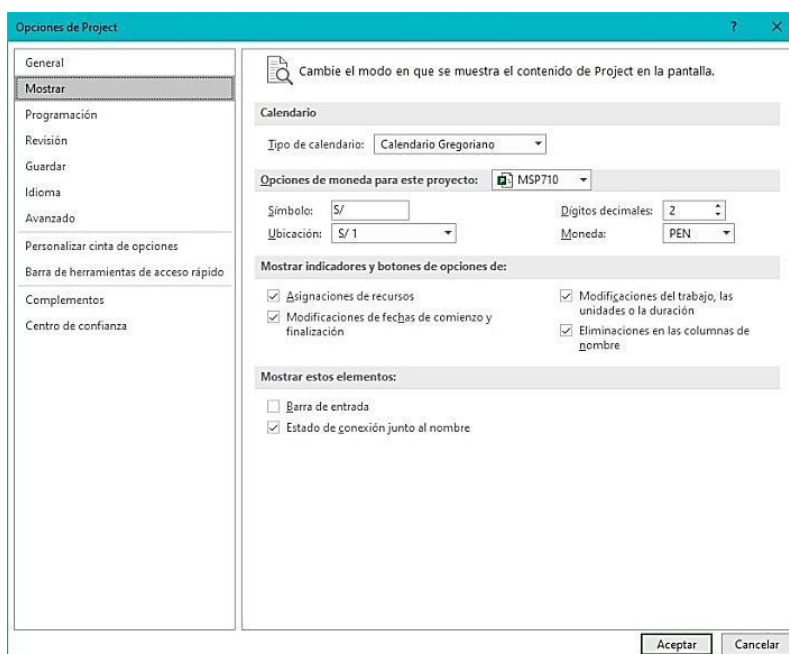 Opciones de Project
?
General
Mostrar
Programación
Revisión
Guardar
Idioma
Avanzado
Personalizar cinta de opciones
Barra de herramientas de acceso rápido
Complementos
Centro de confianza
Cambie el modo en que se muestra el contenido de Project en la pantalla.
Calendario
Tipo de calendario: Calendario Gregoriano
Opciones de moneda para este proyecto: MSP710
Símbolo: S/ Dígitos decimales: 2
Ubicación: S/ 1 Moneda: PEN
Mostrar indicadores y botones de opciones de:
Asignaciones de recursos
Modificaciones de fechas de comienzo y
finalización
Modificaciones del trabajo, las
unidades o la duración
Eliminaciones en las columnas de
nombre
Mostrar estos elementos:
Barra de entrada
Estado de conexión junto al nombre
Aceptar Cancelar